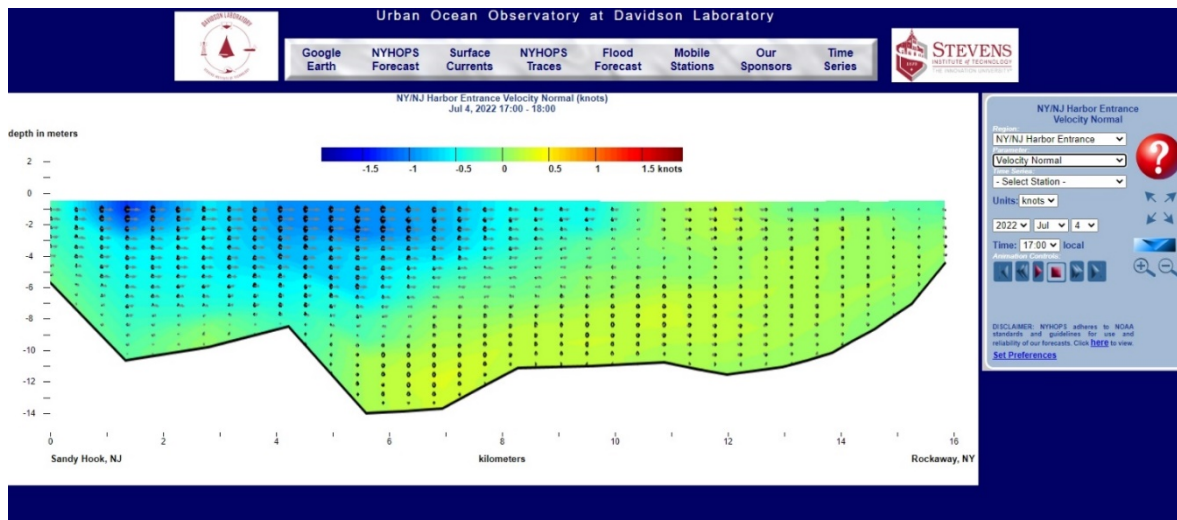 Urban Ocean Observatory at Davidson Laboratory
DAVIDSON LABORATORY
Google Earth
NYHOPS Forecast
Surface Currents
NYHOPS Traces
Flood Forecast
Mobile Stations
Our Sponsors
Time Series
1870
STEVENS
INSTITUTE of TECHNOLOGY
THE INNOVATION UNIVERSITY
NY/NJ Harbor Entrance Velocity Normal (knots)
Jul 4, 2022 17:00 - 18:00
depth in meters
-1.5 -1 -0.5 0 0.5 1 1.5 knots
2
0
-2
-4
-6
-8
-10
-12
-14
0 2 4 6 8 10 12 14 16
Sandy Hook, NJ kilometers Rockaway, NY
NY/NJ Harbor Entrance
Velocity Normal
Region:
NY/NJ Harbor Entrance
Parameter:
Velocity Normal
Time Series:
- Select Station -
Units: knots
2022 Jul 4
Time: 17:00 local
Animation Controls:
?
DISCLAIMER: NYHOPS adheres to NOAA
standards and guidelines for use and
reliability of our forecasts. Click here to view.
Set Preferences